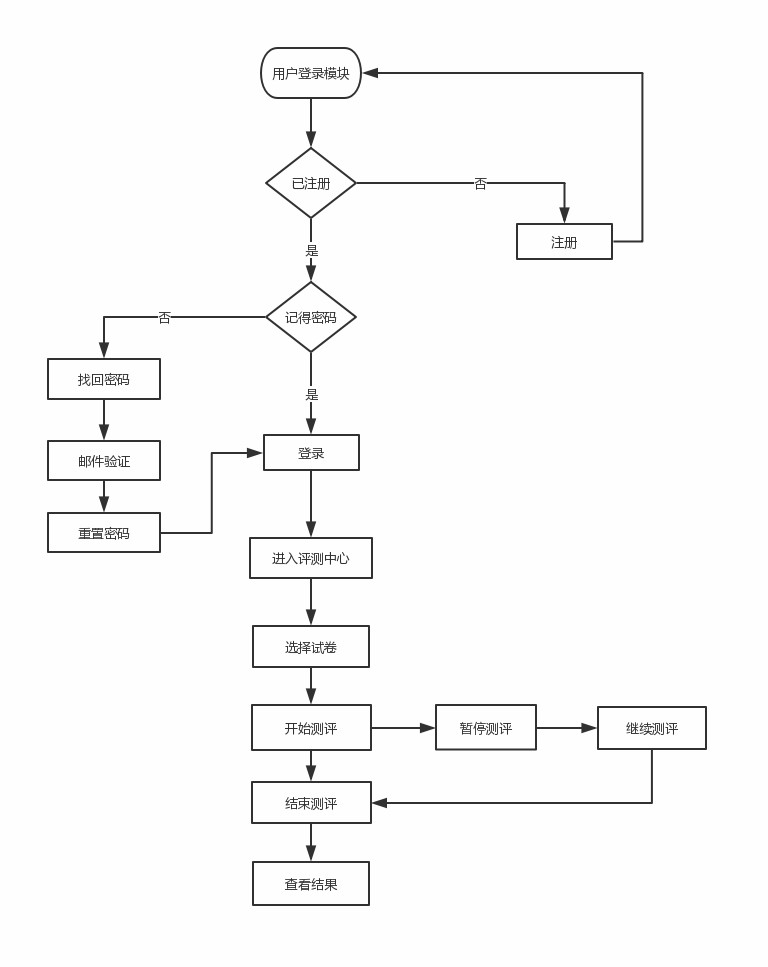 用户登录模块
已注册
否
注册
是
记得密码
否
找回密码
是
邮件验证
登录
重置密码
进入评测中心
选择试卷
开始测评
暂停测评
继续测评
结束测评
查看结果